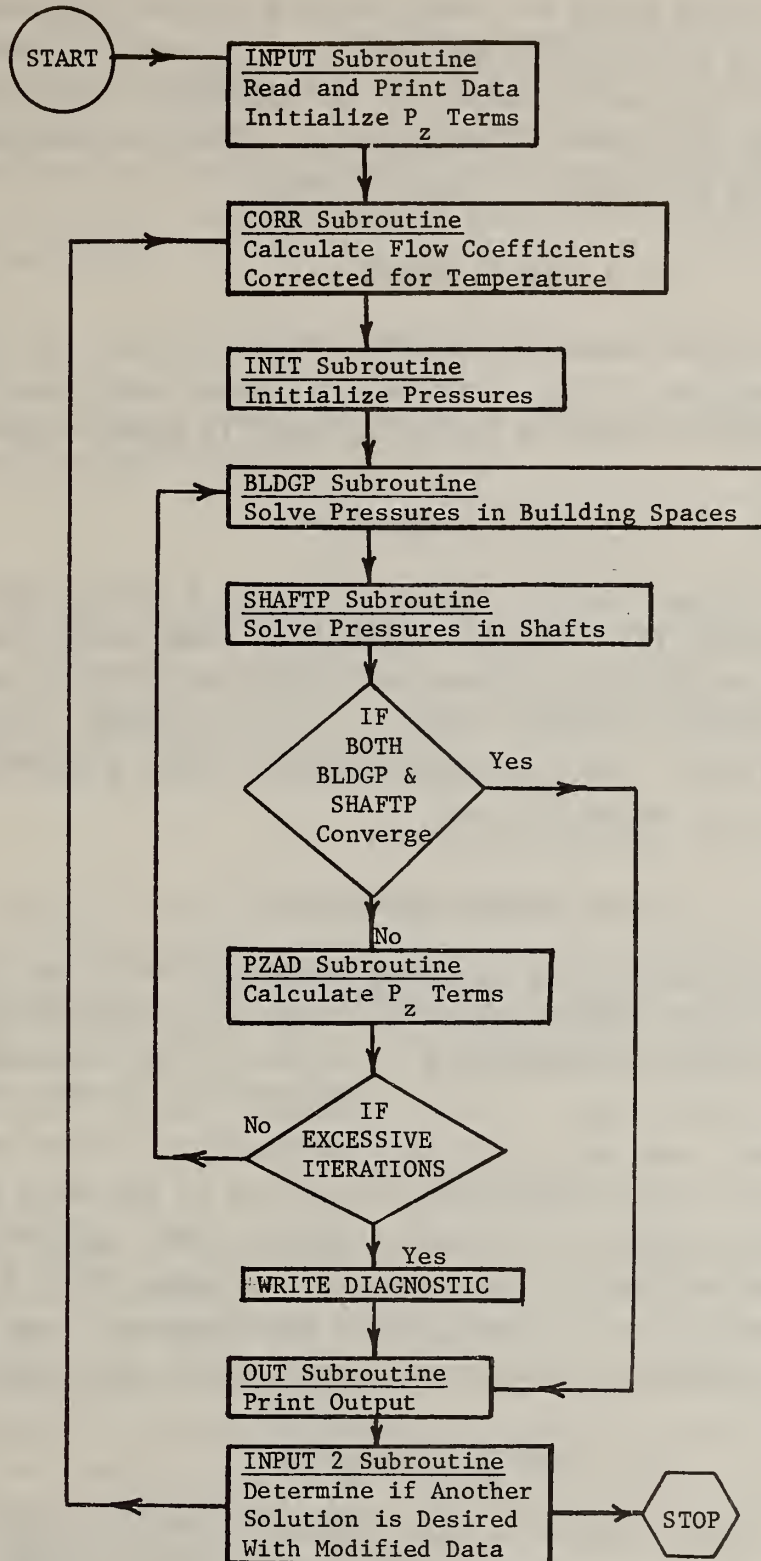 START
INPUT Subroutine
Read and Print Data
Initialize P_z Terms
CORR Subroutine
Calculate Flow Coefficients
Corrected for Temperature
INIT Subroutine
Initialize Pressures
BLDGP Subroutine
Solve Pressures in Building Spaces
SHAFTP Subroutine
Solve Pressures in Shafts
IF
BOTH
BLDGP &
SHAFTP
Converge
Yes
No
PZAD Subroutine
Calculate P_z Terms
No
IF
EXCESSIVE
ITERATIONS
Yes
WRITE DIAGNOSTIC
OUT Subroutine
Print Output
INPUT 2 Subroutine
Determine if Another
Solution is Desired
With Modified Data
STOP